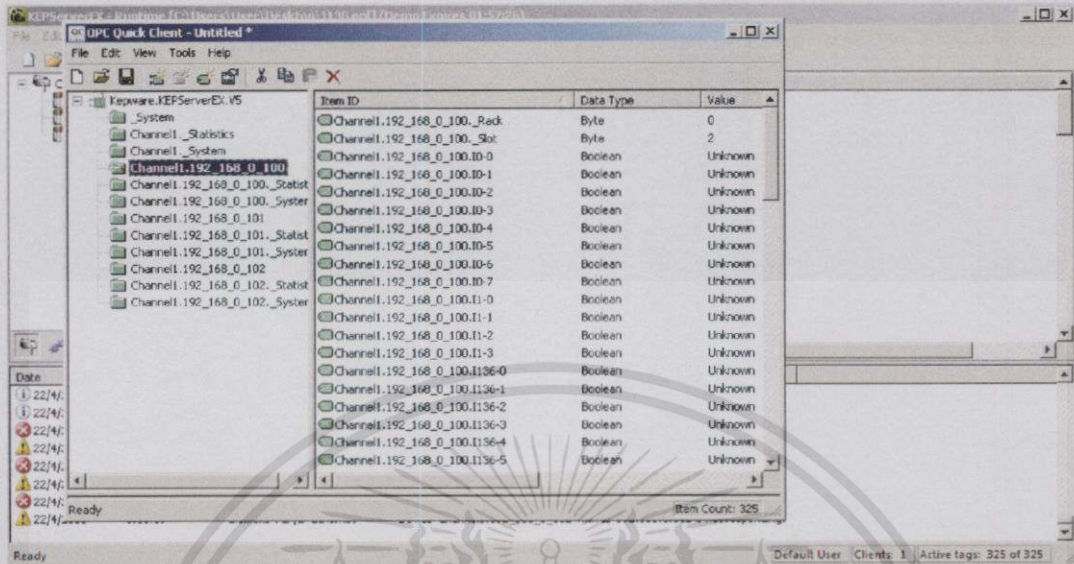 KEPServerEX - Runtime
OPC Quick Client - Untitled *
File Edit View Tools Help
Kepware.KEPServerEX.V5
_System
Channel1._Statistics
Channel1._System
Channel1.192_168_0_100
Channel1.192_168_0_100._Statist
Channel1.192_168_0_100._Syster
Channel1.192_168_0_101
Channel1.192_168_0_101._Statist
Channel1.192_168_0_101._Syster
Channel1.192_168_0_102
Channel1.192_168_0_102._Statist
Channel1.192_168_0_102._Syster
Item ID Data Type Value
Channel1.192_168_0_100._Rack Byte 0
Channel1.192_168_0_100._Slot Byte 2
Channel1.192_168_0_100.I0-0 Boolean Unknown
Channel1.192_168_0_100.I0-1 Boolean Unknown
Channel1.192_168_0_100.I0-2 Boolean Unknown
Channel1.192_168_0_100.I0-3 Boolean Unknown
Channel1.192_168_0_100.I0-4 Boolean Unknown
Channel1.192_168_0_100.I0-5 Boolean Unknown
Channel1.192_168_0_100.I0-6 Boolean Unknown
Channel1.192_168_0_100.I0-7 Boolean Unknown
Channel1.192_168_0_100.I1-0 Boolean Unknown
Channel1.192_168_0_100.I1-1 Boolean Unknown
Channel1.192_168_0_100.I1-2 Boolean Unknown
Channel1.192_168_0_100.I1-3 Boolean Unknown
Channel1.192_168_0_100.I136-0 Boolean Unknown
Channel1.192_168_0_100.I136-1 Boolean Unknown
Channel1.192_168_0_100.I136-2 Boolean Unknown
Channel1.192_168_0_100.I136-3 Boolean Unknown
Channel1.192_168_0_100.I136-4 Boolean Unknown
Channel1.192_168_0_100.I136-5 Boolean Unknown
Ready Item Count: 325
Date
22/4/
22/4/
22/4/
22/4/
22/4/
22/4/
22/4/
22/4/
Ready Default User Clients: 1 Active tags: 325 of 325